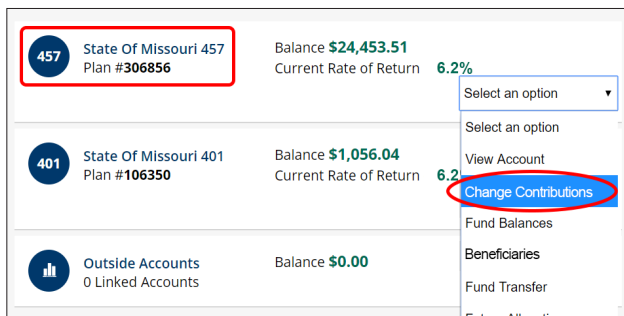 457
State Of Missouri 457
Plan #306856
Balance $24,453.51
Current Rate of Return 6.2%
Select an option
Select an option
View Account
Change Contributions
Fund Balances
Beneficiaries
Fund Transfer
401
State Of Missouri 401
Plan #106350
Balance $1,056.04
Current Rate of Return 6.2
Outside Accounts
0 Linked Accounts
Balance $0.00